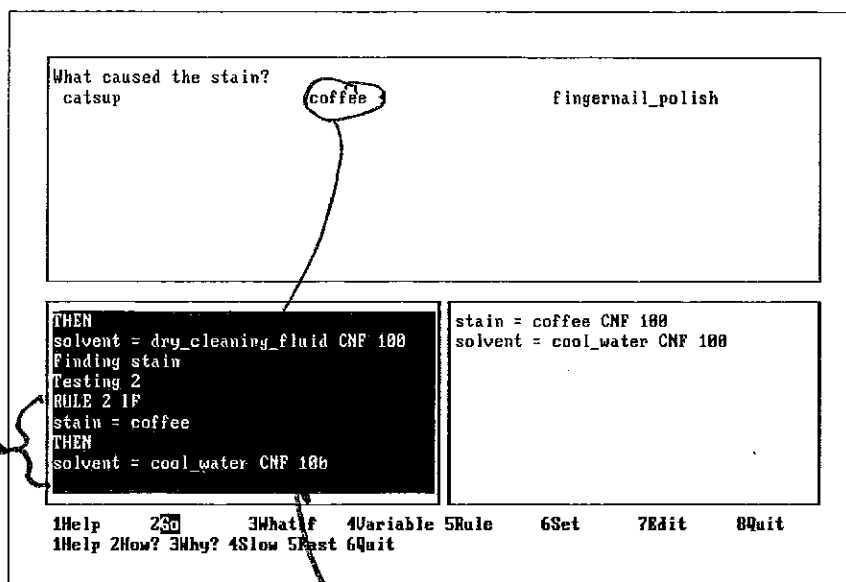 What caused the stain?
catsup coffee fingernail_polish
THEN
solvent = dry_cleaning_fluid CNF 100
Finding stain
Testing 2
RULE 2 IF
stain = coffee
THEN
solvent = cool_water CNF 100
stain = coffee CNF 100
solvent = cool_water CNF 100
1Help 2Go 3WhatIf 4Variable 5Rule 6Set 7Edit 8Quit
1Help 2How? 3Why? 4Slow 5Fast 6Quit